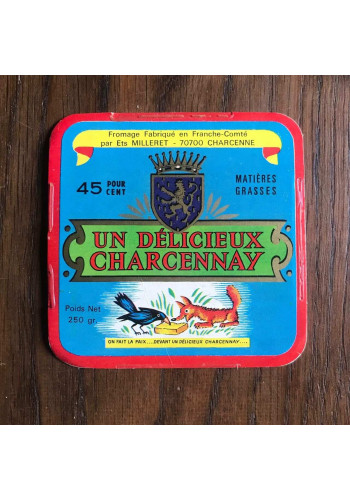 Fromage Fabriqué en Franche-Comté
par Ets MILLERET - 70700 CHARCENNE
45 POUR CENT
MATIÈRES
GRASSES
UN DÉLICIEUX
CHARCENNAY
Poids Net
250 gr.
ON FAIT LA PAIX....DEVANT UN DÉLICIEUX CHARCENNAY....